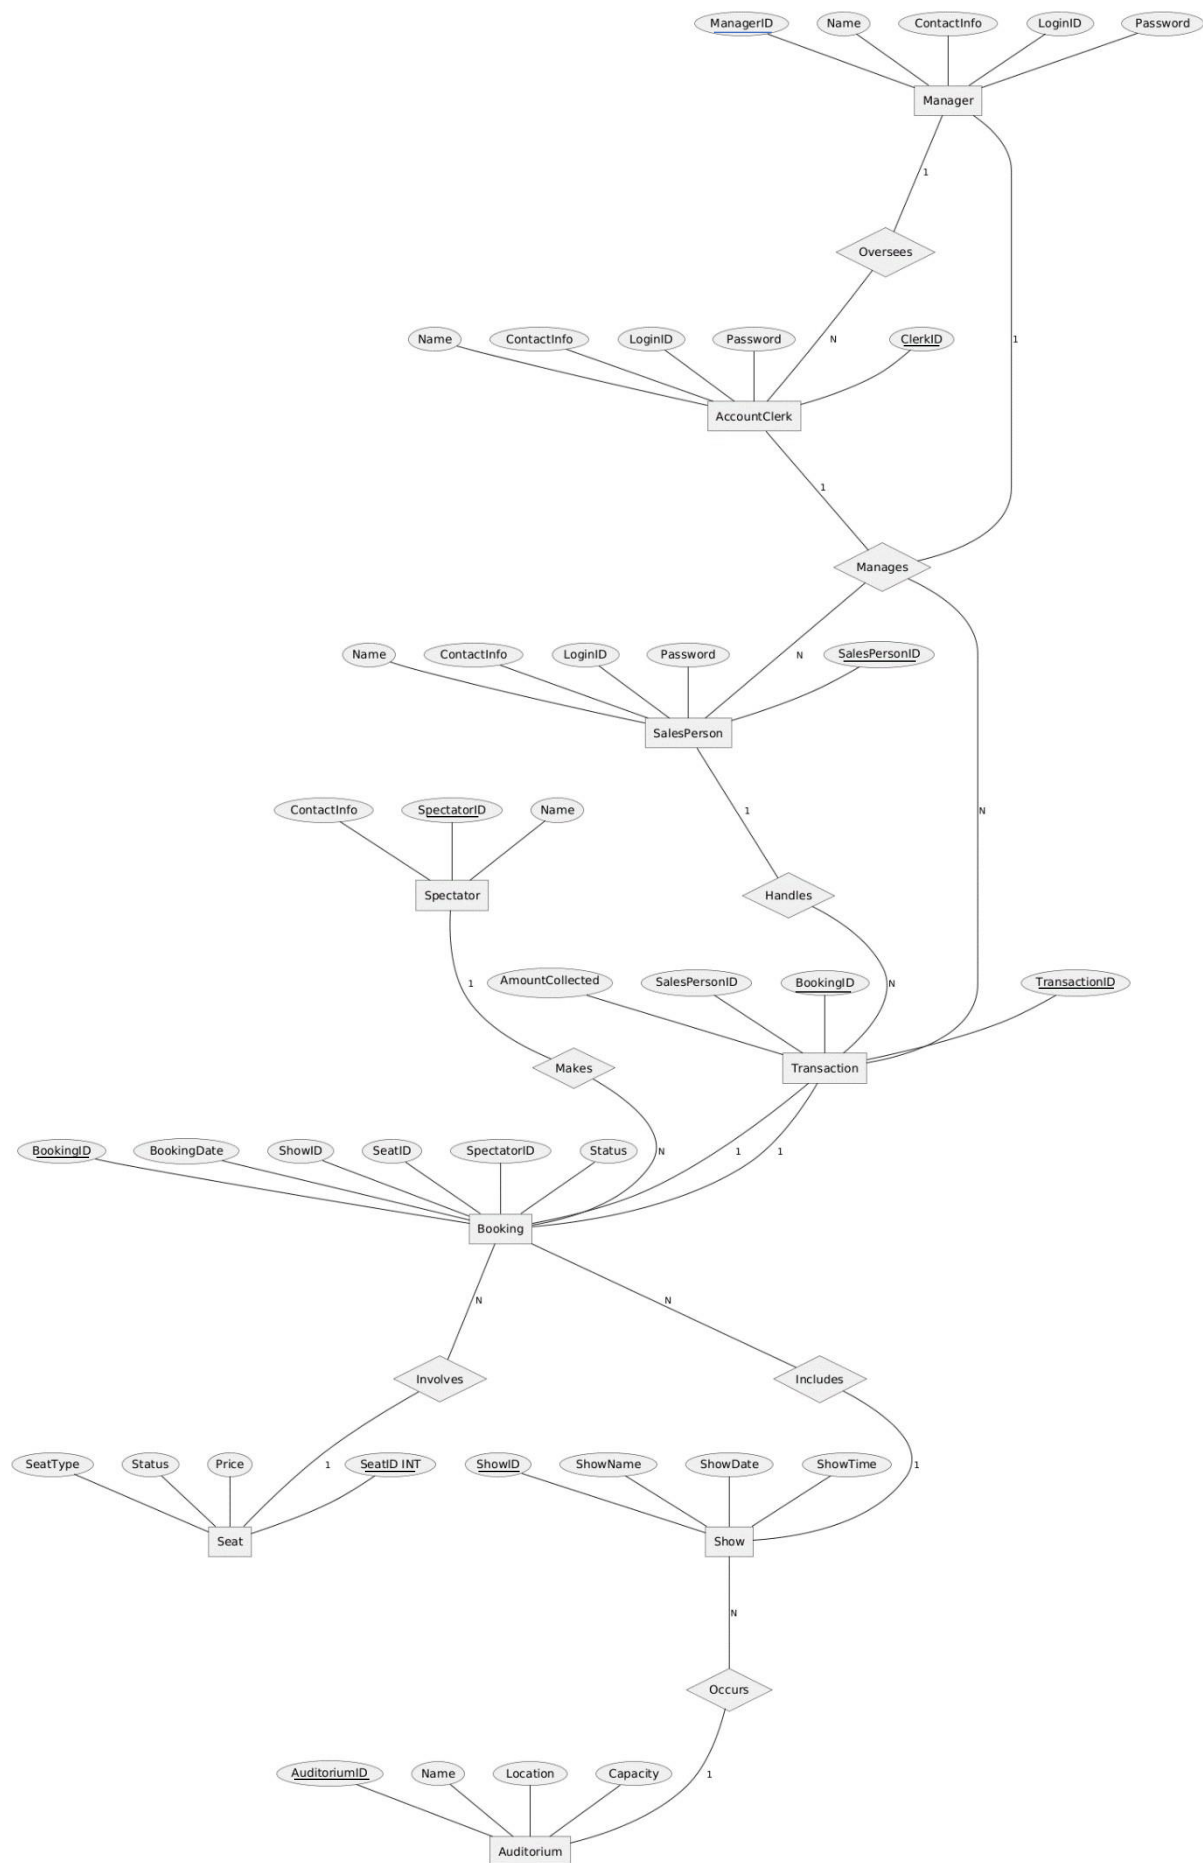 ManagerID Name ContactInfo LoginID Password
Manager
1
Oversees
Name ContactInfo LoginID Password ClerkID
N
1
AccountClerk
1
Manages
Name ContactInfo LoginID Password SalesPersonID
N
SalesPerson
ContactInfo SpectatorID Name
1
N
Spectator
Handles
1
AmountCollected SalesPersonID BookingID TransactionID
N
Makes
Transaction
BookingID BookingDate ShowID SeatID SpectatorID Status
N
1
1
Booking
N
N
Involves
Includes
SeatType Status Price SeatID INT
1
ShowID ShowName ShowDate ShowTime
1
Seat
Show
N
Occurs
AuditoriumID Name Location Capacity
1
Auditorium